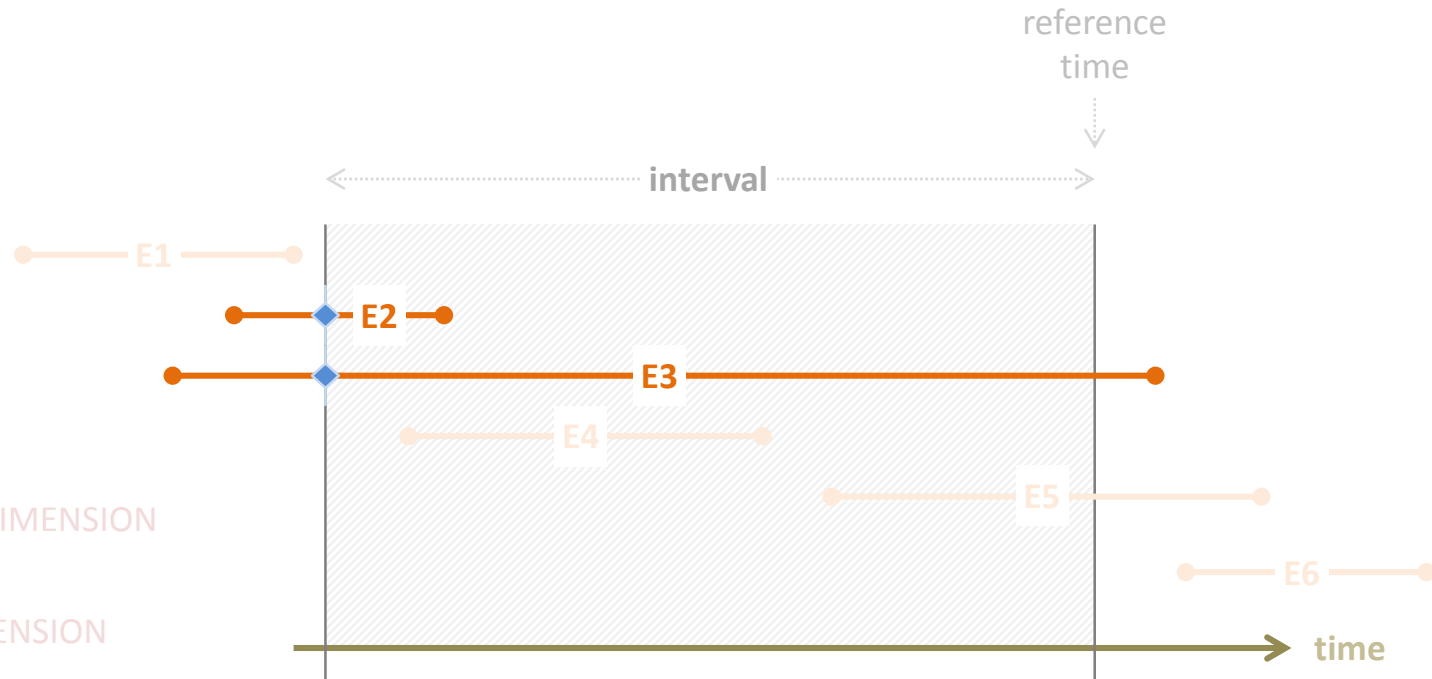 reference
time
interval
E1
E2
E3
E4
E5
IMENSION
E6
ENSION
time